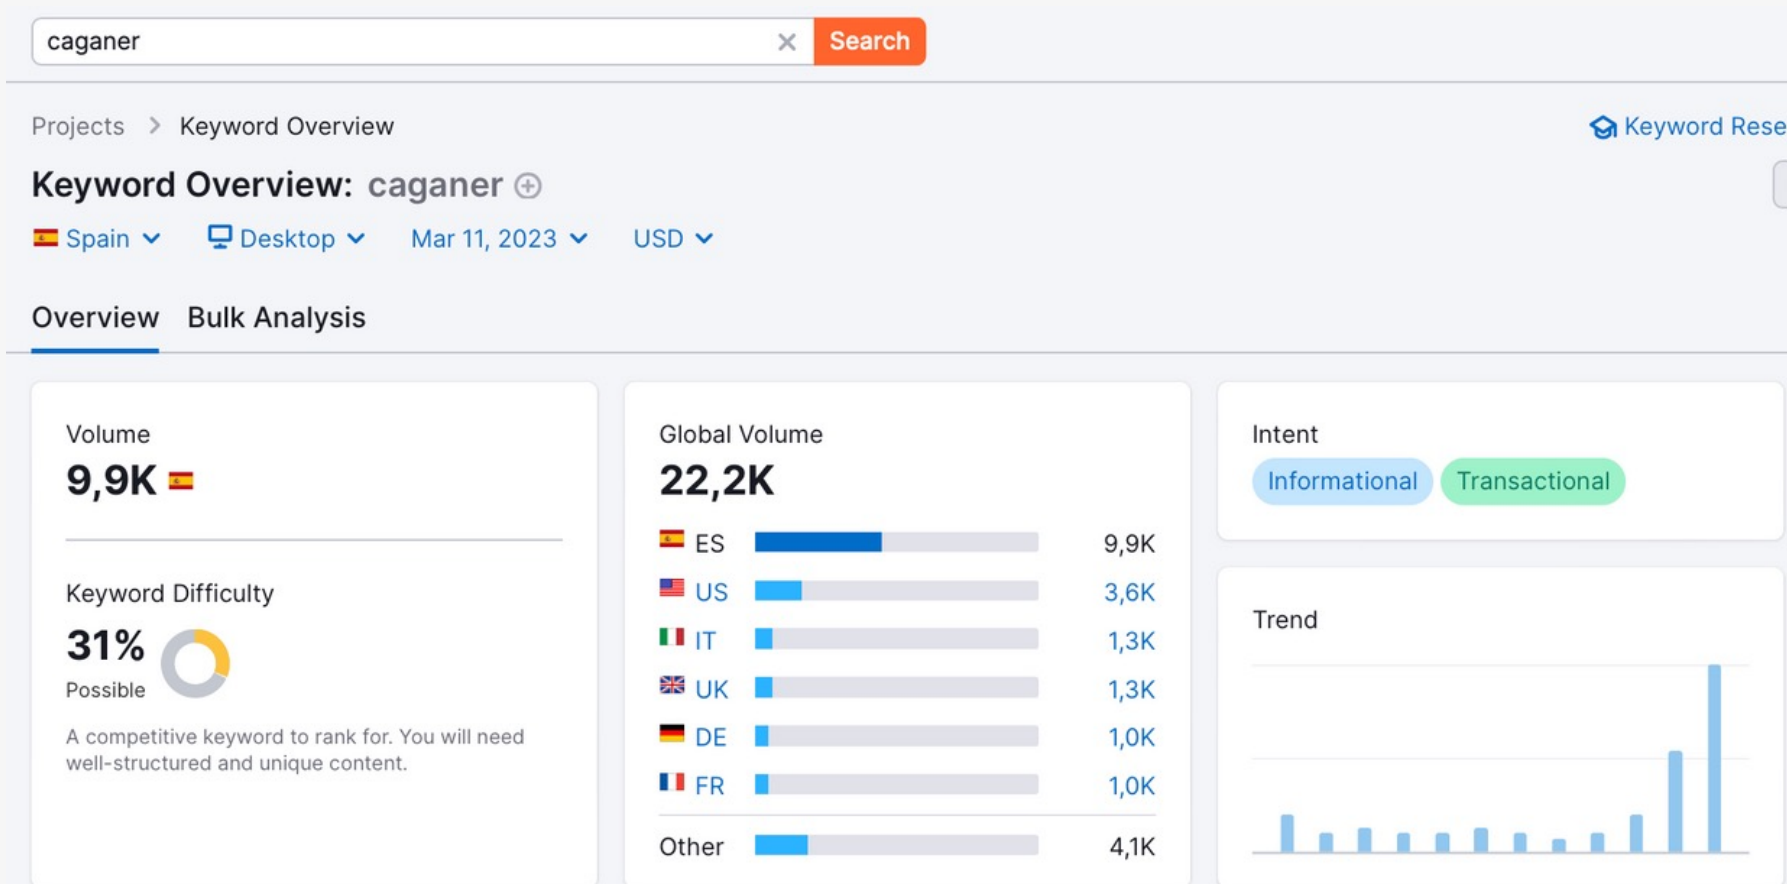 caganer
Search
Projects > Keyword Overview
Keyword Rese
Keyword Overview: caganer
Spain Desktop Mar 11, 2023 USD
Overview Bulk Analysis
Volume
9,9K
Keyword Difficulty
31%
Possible
A competitive keyword to rank for. You will need
well-structured and unique content.
Global Volume
22,2K
ES 9,9K
US 3,6K
IT 1,3K
UK 1,3K
DE 1,0K
FR 1,0K
Other 4,1K
Intent
Informational Transactional
Trend